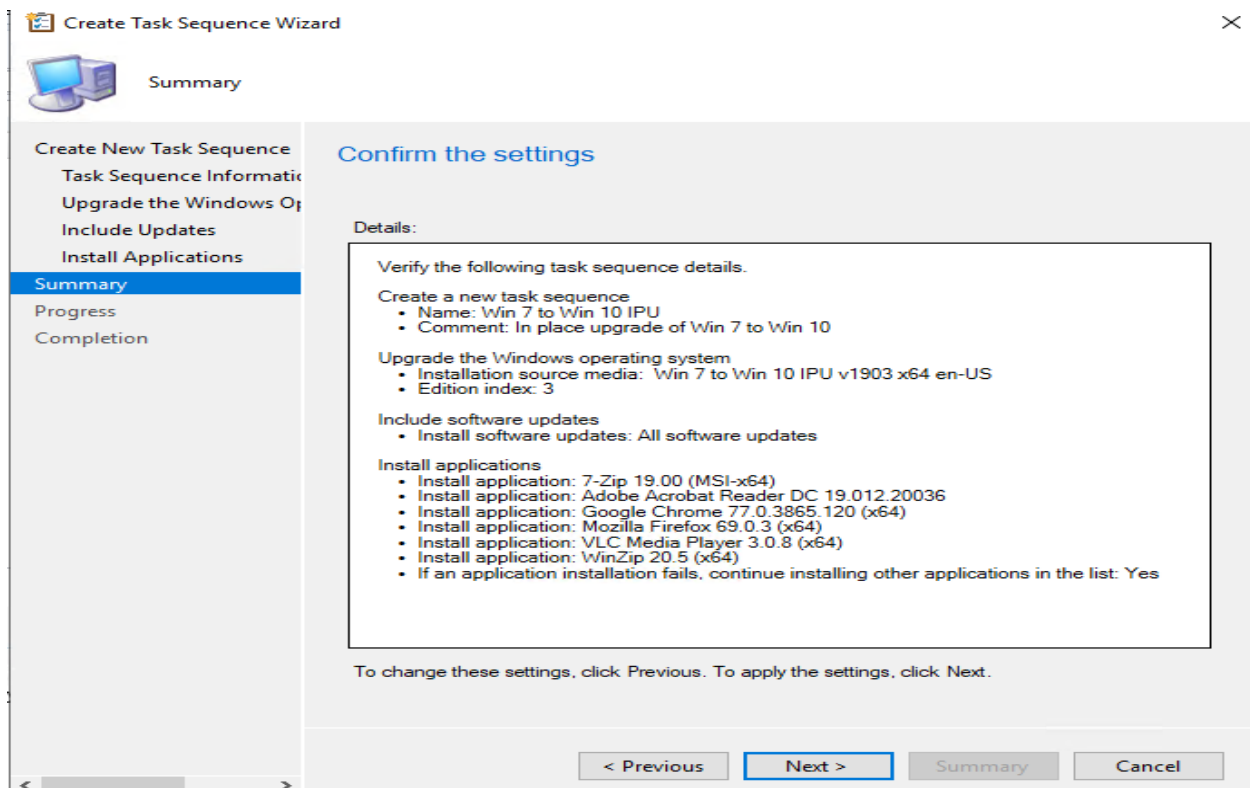 Create Task Sequence Wizard
Summary
Create New Task Sequence
Task Sequence Informatic
Upgrade the Windows Op
Include Updates
Install Applications
Summary
Progress
Completion
Confirm the settings
Details:
Verify the following task sequence details.
Create a new task sequence
• Name: Win 7 to Win 10 IPU
• Comment: In place upgrade of Win 7 to Win 10
Upgrade the Windows operating system
• Installation source media: Win 7 to Win 10 IPU v1903 x64 en-US
• Edition index: 3
Include software updates
• Install software updates: All software updates
Install applications
• Install application: 7-Zip 19.00 (MSI-x64)
• Install application: Adobe Acrobat Reader DC 19.012.20036
• Install application: Google Chrome 77.0.3865.120 (x64)
• Install application: Mozilla Firefox 69.0.3 (x64)
• Install application: VLC Media Player 3.0.8 (x64)
• Install application: WinZip 20.5 (x64)
• If an application installation fails, continue installing other applications in the list: Yes
To change these settings, click Previous. To apply the settings, click Next.
< Previous
Next >
Summary
Cancel